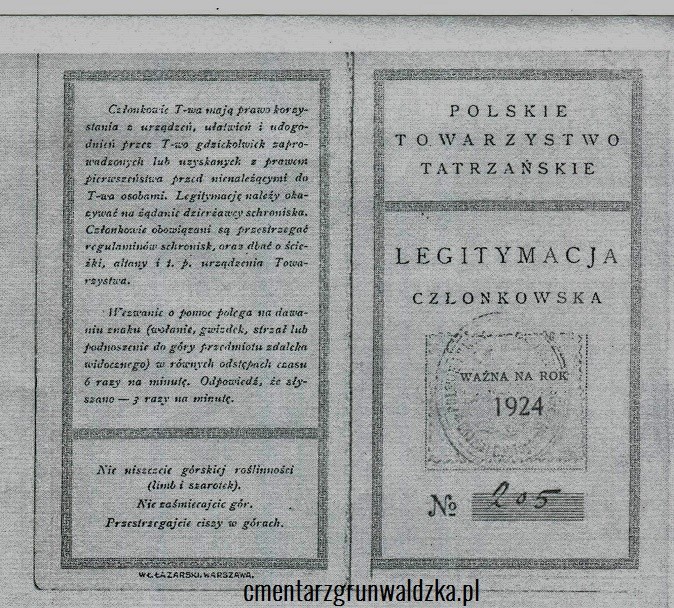 Członkowie T-wa mają prawo korzy-
stania z urządzeń, ułatwień i udogo-
dnień przez T-wo gdziekolwiek zapro-
wadzonych lub uzyskanych z prawem
pierwszeństwa przed nienależącymi do
T-wa osobami. Legitymację należy oka-
zywać na żądanie dzierżawcy schroniska.
Członkowie obowiązani są przestrzegać
regulaminów schronisk, oraz dbać o ście-
żki, altany i t. p. urządzenia Towa-
rzystwa.
Wezwanie o pomoc polega na dawa-
niu znaku (wołanie, gwizdek, strzał lub
podnoszenie do góry przedmiotu zdaleka
widocznego) w równych odstępach czasu
6 razy na minutę. Odpowiedź, że sły-
szano — 3 razy na minutę.
Nie niszczcie górskiej roślinności
(limb i szarotek).
Nie zaśmiecajcie gór.
Przestrzegajcie ciszy w górach.
WŁ. ŁAZARSKI, WARSZAWA.
POLSKIE
TOWARZYSTWO
TATRZAŃSKIE
LEGITYMACJA
CZŁONKOWSKA
WAŻNA NA ROK
1924
№ 205
cmentarzgrunwaldzka.pl